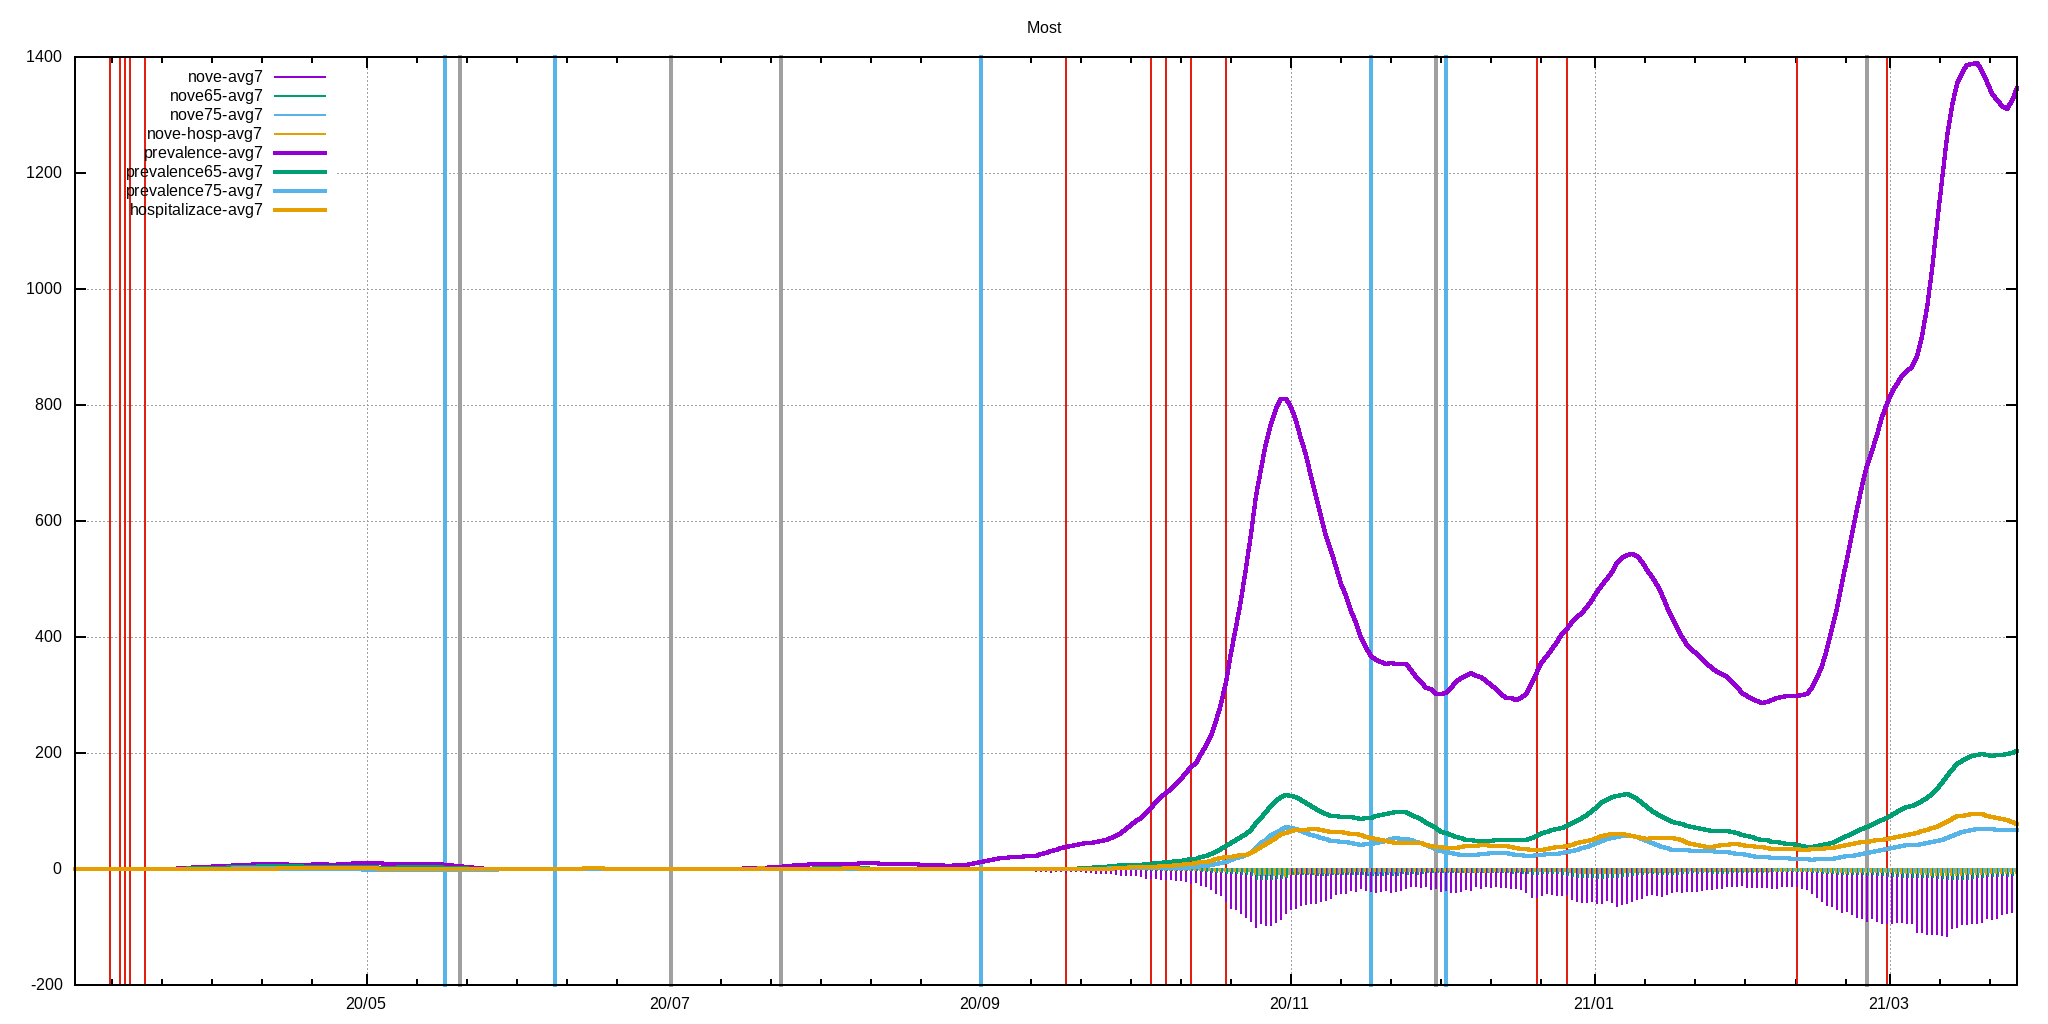 Most
1400
1200
1000
800
600
400
200
0
-200
nove-avg7
nove65-avg7
nove75-avg7
nove-hosp-avg7
prevalence-avg7
prevalence65-avg7
prevalence75-avg7
hospitalizace-avg7
20/05 20/07 20/09 20/11 21/01 21/03